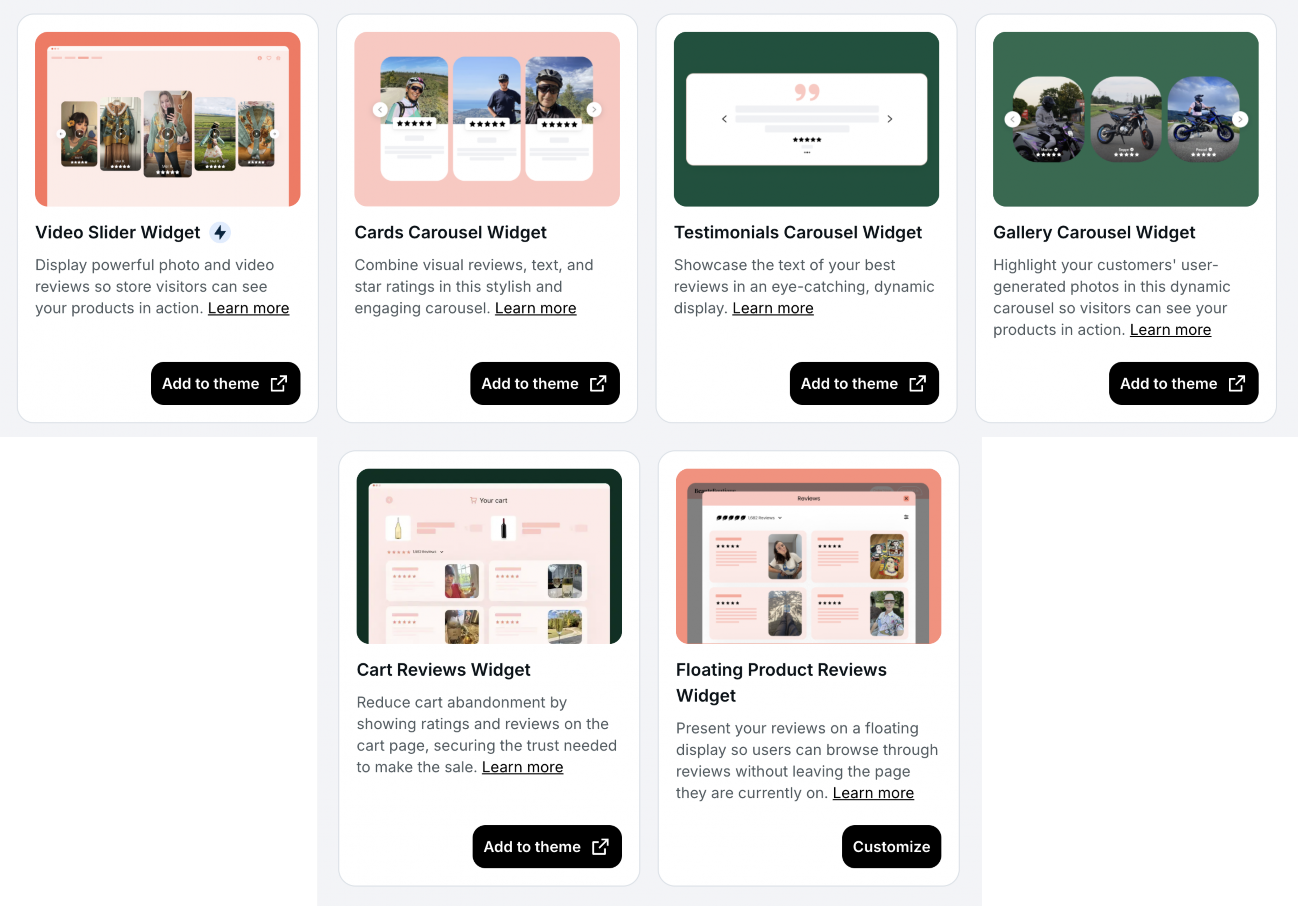 Video Slider Widget
Display powerful photo and video
reviews so store visitors can see
your products in action. Learn more
Add to theme
Cards Carousel Widget
Combine visual reviews, text, and
star ratings in this stylish and
engaging carousel. Learn more
Add to theme
Testimonials Carousel Widget
Showcase the text of your best
reviews in an eye-catching, dynamic
display. Learn more
Add to theme
Gallery Carousel Widget
Highlight your customers' user-
generated photos in this dynamic
carousel so visitors can see your
products in action. Learn more
Add to theme
Your cart
Cart Reviews Widget
Reduce cart abandonment by
showing ratings and reviews on the
cart page, securing the trust needed
to make the sale. Learn more
Add to theme
Reviews
Floating Product Reviews
Widget
Present your reviews on a floating
display so users can browse through
reviews without leaving the page
they are currently on. Learn more
Customize